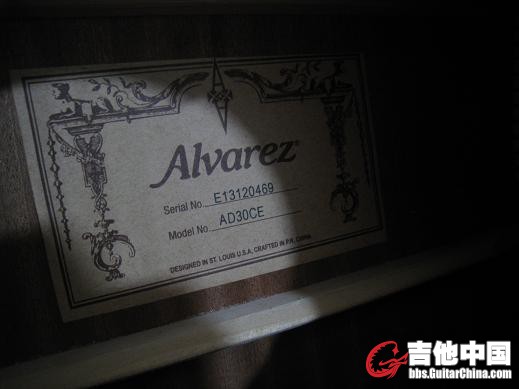 Alvarez®
Serial No. E13120469
Model No. AD30CE
DESIGNED IN ST. LOUIS U.S.A, CRAFTED IN P.R. CHINA
吉他中国
bbs.GuitarChina.com